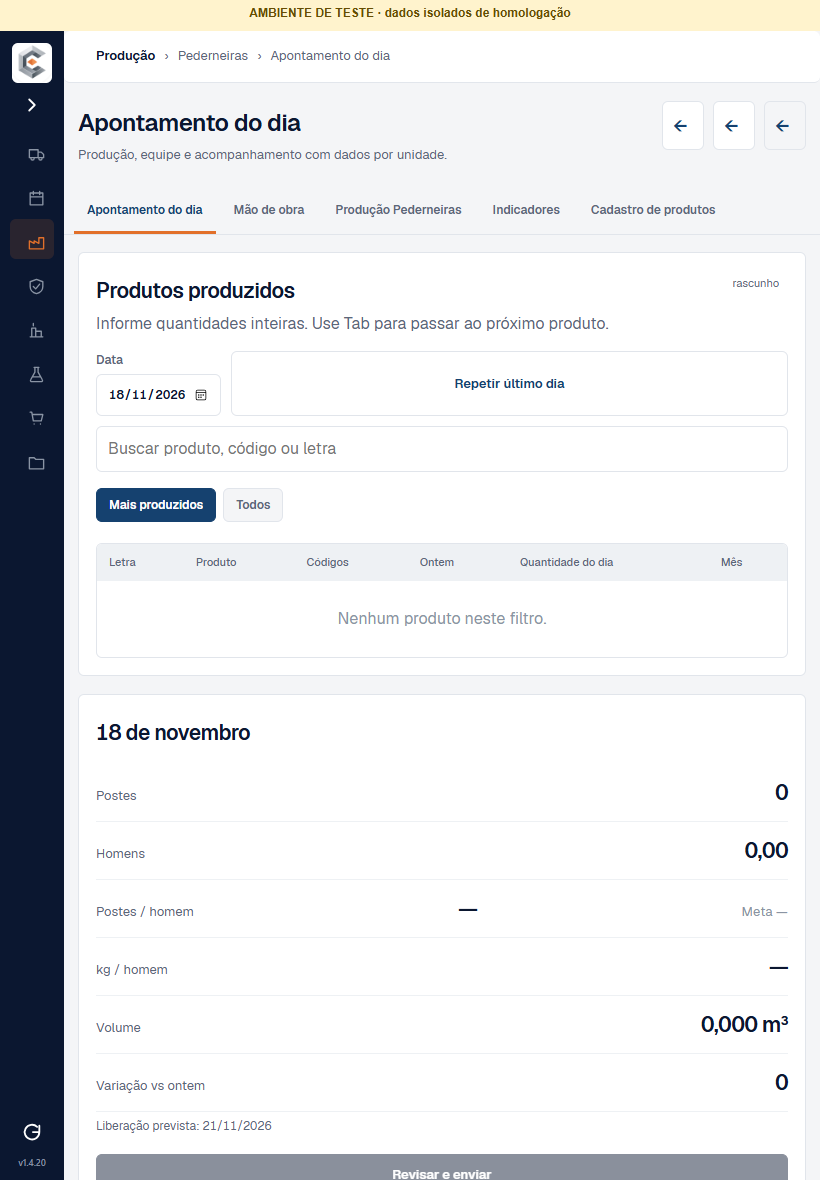 AMBIENTE DE TESTE · dados isolados de homologação
Produção › Pederneiras › Apontamento do dia
Apontamento do dia
Produção, equipe e acompanhamento com dados por unidade.
Apontamento do dia Mão de obra Produção Pederneiras Indicadores Cadastro de produtos
Produtos produzidos
rascunho
Informe quantidades inteiras. Use Tab para passar ao próximo produto.
Data
18/11/2026
Repetir último dia
Buscar produto, código ou letra
Mais produzidos Todos
Letra Produto Códigos Ontem Quantidade do dia Mês
Nenhum produto neste filtro.
18 de novembro
Postes 0
Homens 0,00
Postes / homem — Meta —
kg / homem —
Volume 0,000 m³
Variação vs ontem 0
Liberação prevista: 21/11/2026
Revisar e enviar
v1.4.20